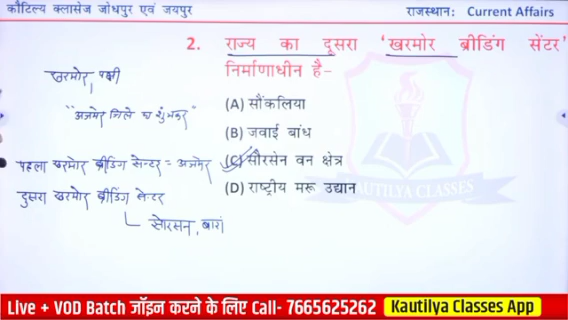 कौटिल्य क्लासेज जोधपुर एवं जयपुर
राजस्थान: Current Affairs
2. राज्य का दूसरा 'खरमोर ब्रीडिंग सेंटर' निर्माणाधीन है-
(A) सौंकलिया
(B) जवाई बांध
(C) सौरसेन वन क्षेत्र
(D) राष्ट्रीय मरू उद्यान
खरमोर पक्षी
"अजमेर जिले का शुभंकर"
पहला खरमोर ब्रीडिंग सेन्टर = अजमेर
दुसरा खरमोर ब्रीडिंग सेन्टर
सोरसन, बारां
KAUTILYA CLASSES
Live + VOD Batch जॉइन करने के लिए Call- 7665625262
Kautilya Classes App